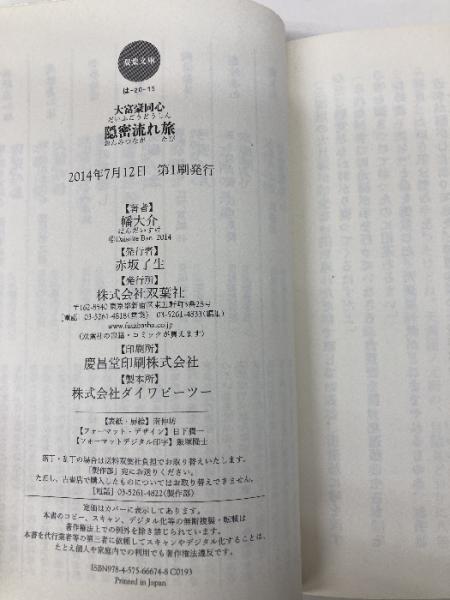 双葉文庫
は-20-15
大富豪同心
だいふごうどうしん
隠密流れ旅
おんみつながれ たび
2014年7月12日 第1刷発行
【著者】
幡大介
ばんだいすけ
©Daisuke Ban 2014
【発行者】
赤坂了生
【発行所】
株式会社双葉社
〒162-8540 東京都新宿区東五軒町3番28号
[電話] 03-5261-4818(営業) 03-5261-4833(編集)
www.futabasha.co.jp
(双葉社の書籍・コミックが買えます)
【印刷所】
慶昌堂印刷株式会社
【製本所】
株式会社ダイワビーツー
【表紙・扉絵】南伸坊
【フォーマット・デザイン】日下潤一
【フォーマットデジタル印字】飯塚隆士
落丁・乱丁の場合は送料双葉社負担でお取り替えいたします。
「製作部」宛にお送りください。
ただし、古書店で購入したものについてはお取り替えできません。
[電話] 03-5261-4822(製作部)
定価はカバーに表示してあります。
本書のコピー、スキャン、デジタル化等の無断複製・転載は
著作権法上での例外を除き禁じられています。
本書を代行業者等の第三者に依頼してスキャンやデジタル化することは、
たとえ個人や家庭内での利用でも著作権法違反です。
ISBN978-4-575-66674-8 C0193
Printed in Japan